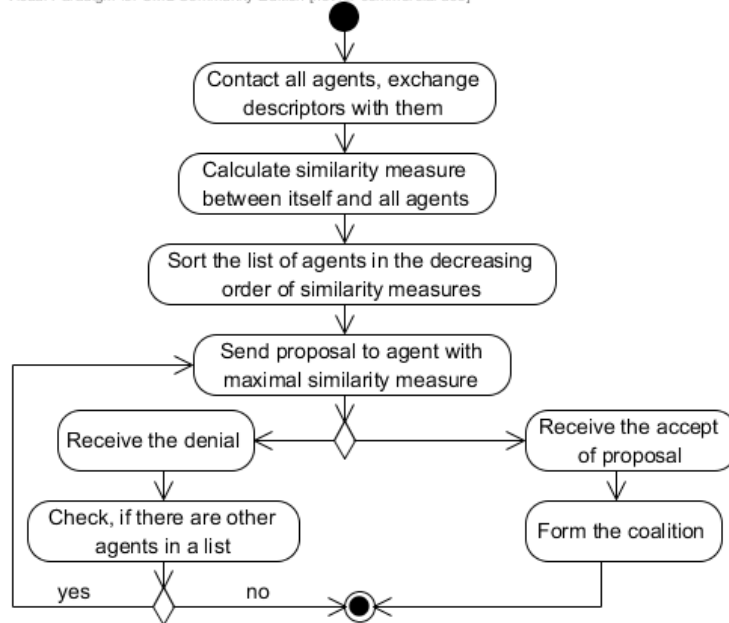 Contact all agents, exchange
descriptors with them
Calculate similarity measure
between itself and all agents
Sort the list of agents in the decreasing
order of similarity measures
Send proposal to agent with
maximal similarity measure
Receive the denial
Receive the accept
of proposal
Check, if there are other
agents in a list
Form the coalition
yes
no